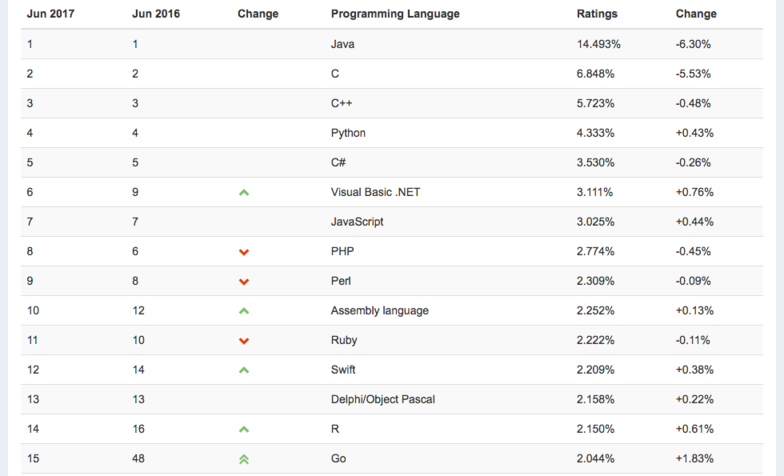 Jun 2017 Jun 2016 Change Programming Language Ratings Change
1 1 Java 14.493% -6.30%
2 2 C 6.848% -5.53%
3 3 C++ 5.723% -0.48%
4 4 Python 4.333% +0.43%
5 5 C# 3.530% -0.26%
6 9 Visual Basic .NET 3.111% +0.76%
7 7 JavaScript 3.025% +0.44%
8 6 PHP 2.774% -0.45%
9 8 Perl 2.309% -0.09%
10 12 Assembly language 2.252% +0.13%
11 10 Ruby 2.222% -0.11%
12 14 Swift 2.209% +0.38%
13 13 Delphi/Object Pascal 2.158% +0.22%
14 16 R 2.150% +0.61%
15 48 Go 2.044% +1.83%